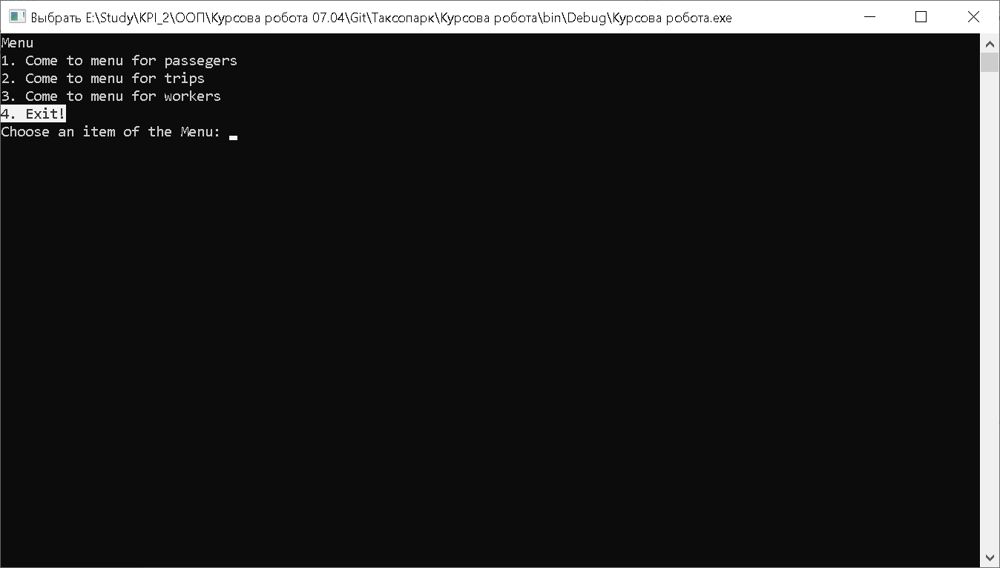 Выбрать E:\Study\KPI_2\ООП\Курсова робота 07.04\Git\Таксопарк\Курсова робота\bin\Debug\Курсова робота.exe
Menu
1. Come to menu for passegers
2. Come to menu for trips
3. Come to menu for workers
4. Exit!
Choose an item of the Menu: